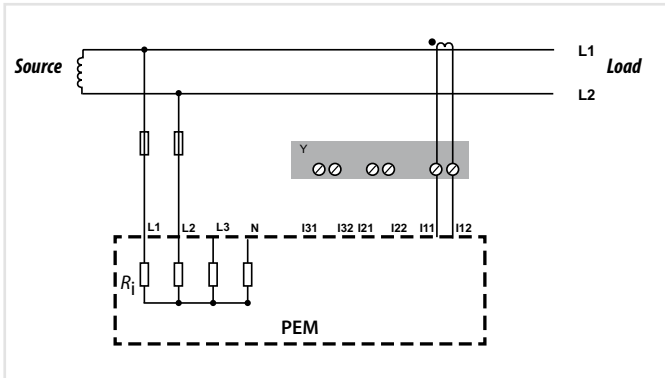 Source
L1
Load
L2
Y
L1 L2 L3 N I31 I32 I21 I22 I11 I12
Ri
PEM